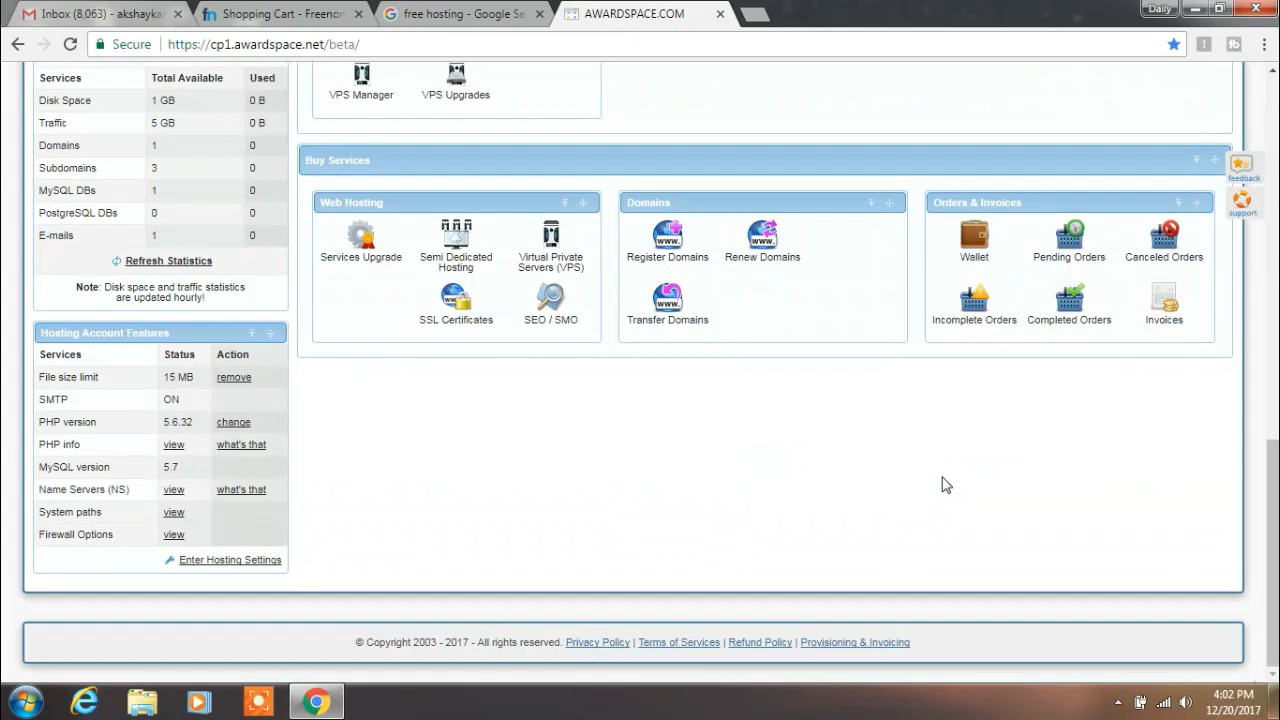 Inbox (8,063) - akshayka
Shopping Cart - Freenon
free hosting - Google Se
AWARDSPACE.COM
Daily
Secure
https://cp1.awardspace.net/beta/
Services Total Available Used
Disk Space 1 GB 0 B
Traffic 5 GB 0 B
Domains 1 0
Subdomains 3 0
MySQL DBs 1 0
PostgreSQL DBs 0 0
E-mails 1 0
Refresh Statistics
Note: Disk space and traffic statistics
are updated hourly!
Hosting Account Features
Services Status Action
File size limit 15 MB remove
SMTP ON
PHP version 5.6.32 change
PHP info view what's that
MySQL version 5.7
Name Servers (NS) view what's that
System paths view
Firewall Options view
Enter Hosting Settings
VPS Manager VPS Upgrades
Buy Services
Web Hosting
Services Upgrade
Semi Dedicated
Hosting
Virtual Private
Servers (VPS)
SSL Certificates
SEO / SMO
Domains
Register Domains
Renew Domains
Transfer Domains
Orders & Invoices
Wallet
Pending Orders
Canceled Orders
Incomplete Orders
Completed Orders
Invoices
feedback
support
© Copyright 2003 - 2017 - All rights reserved. Privacy Policy | Terms of Services | Refund Policy | Provisioning & Invoicing
4:02 PM
12/20/2017